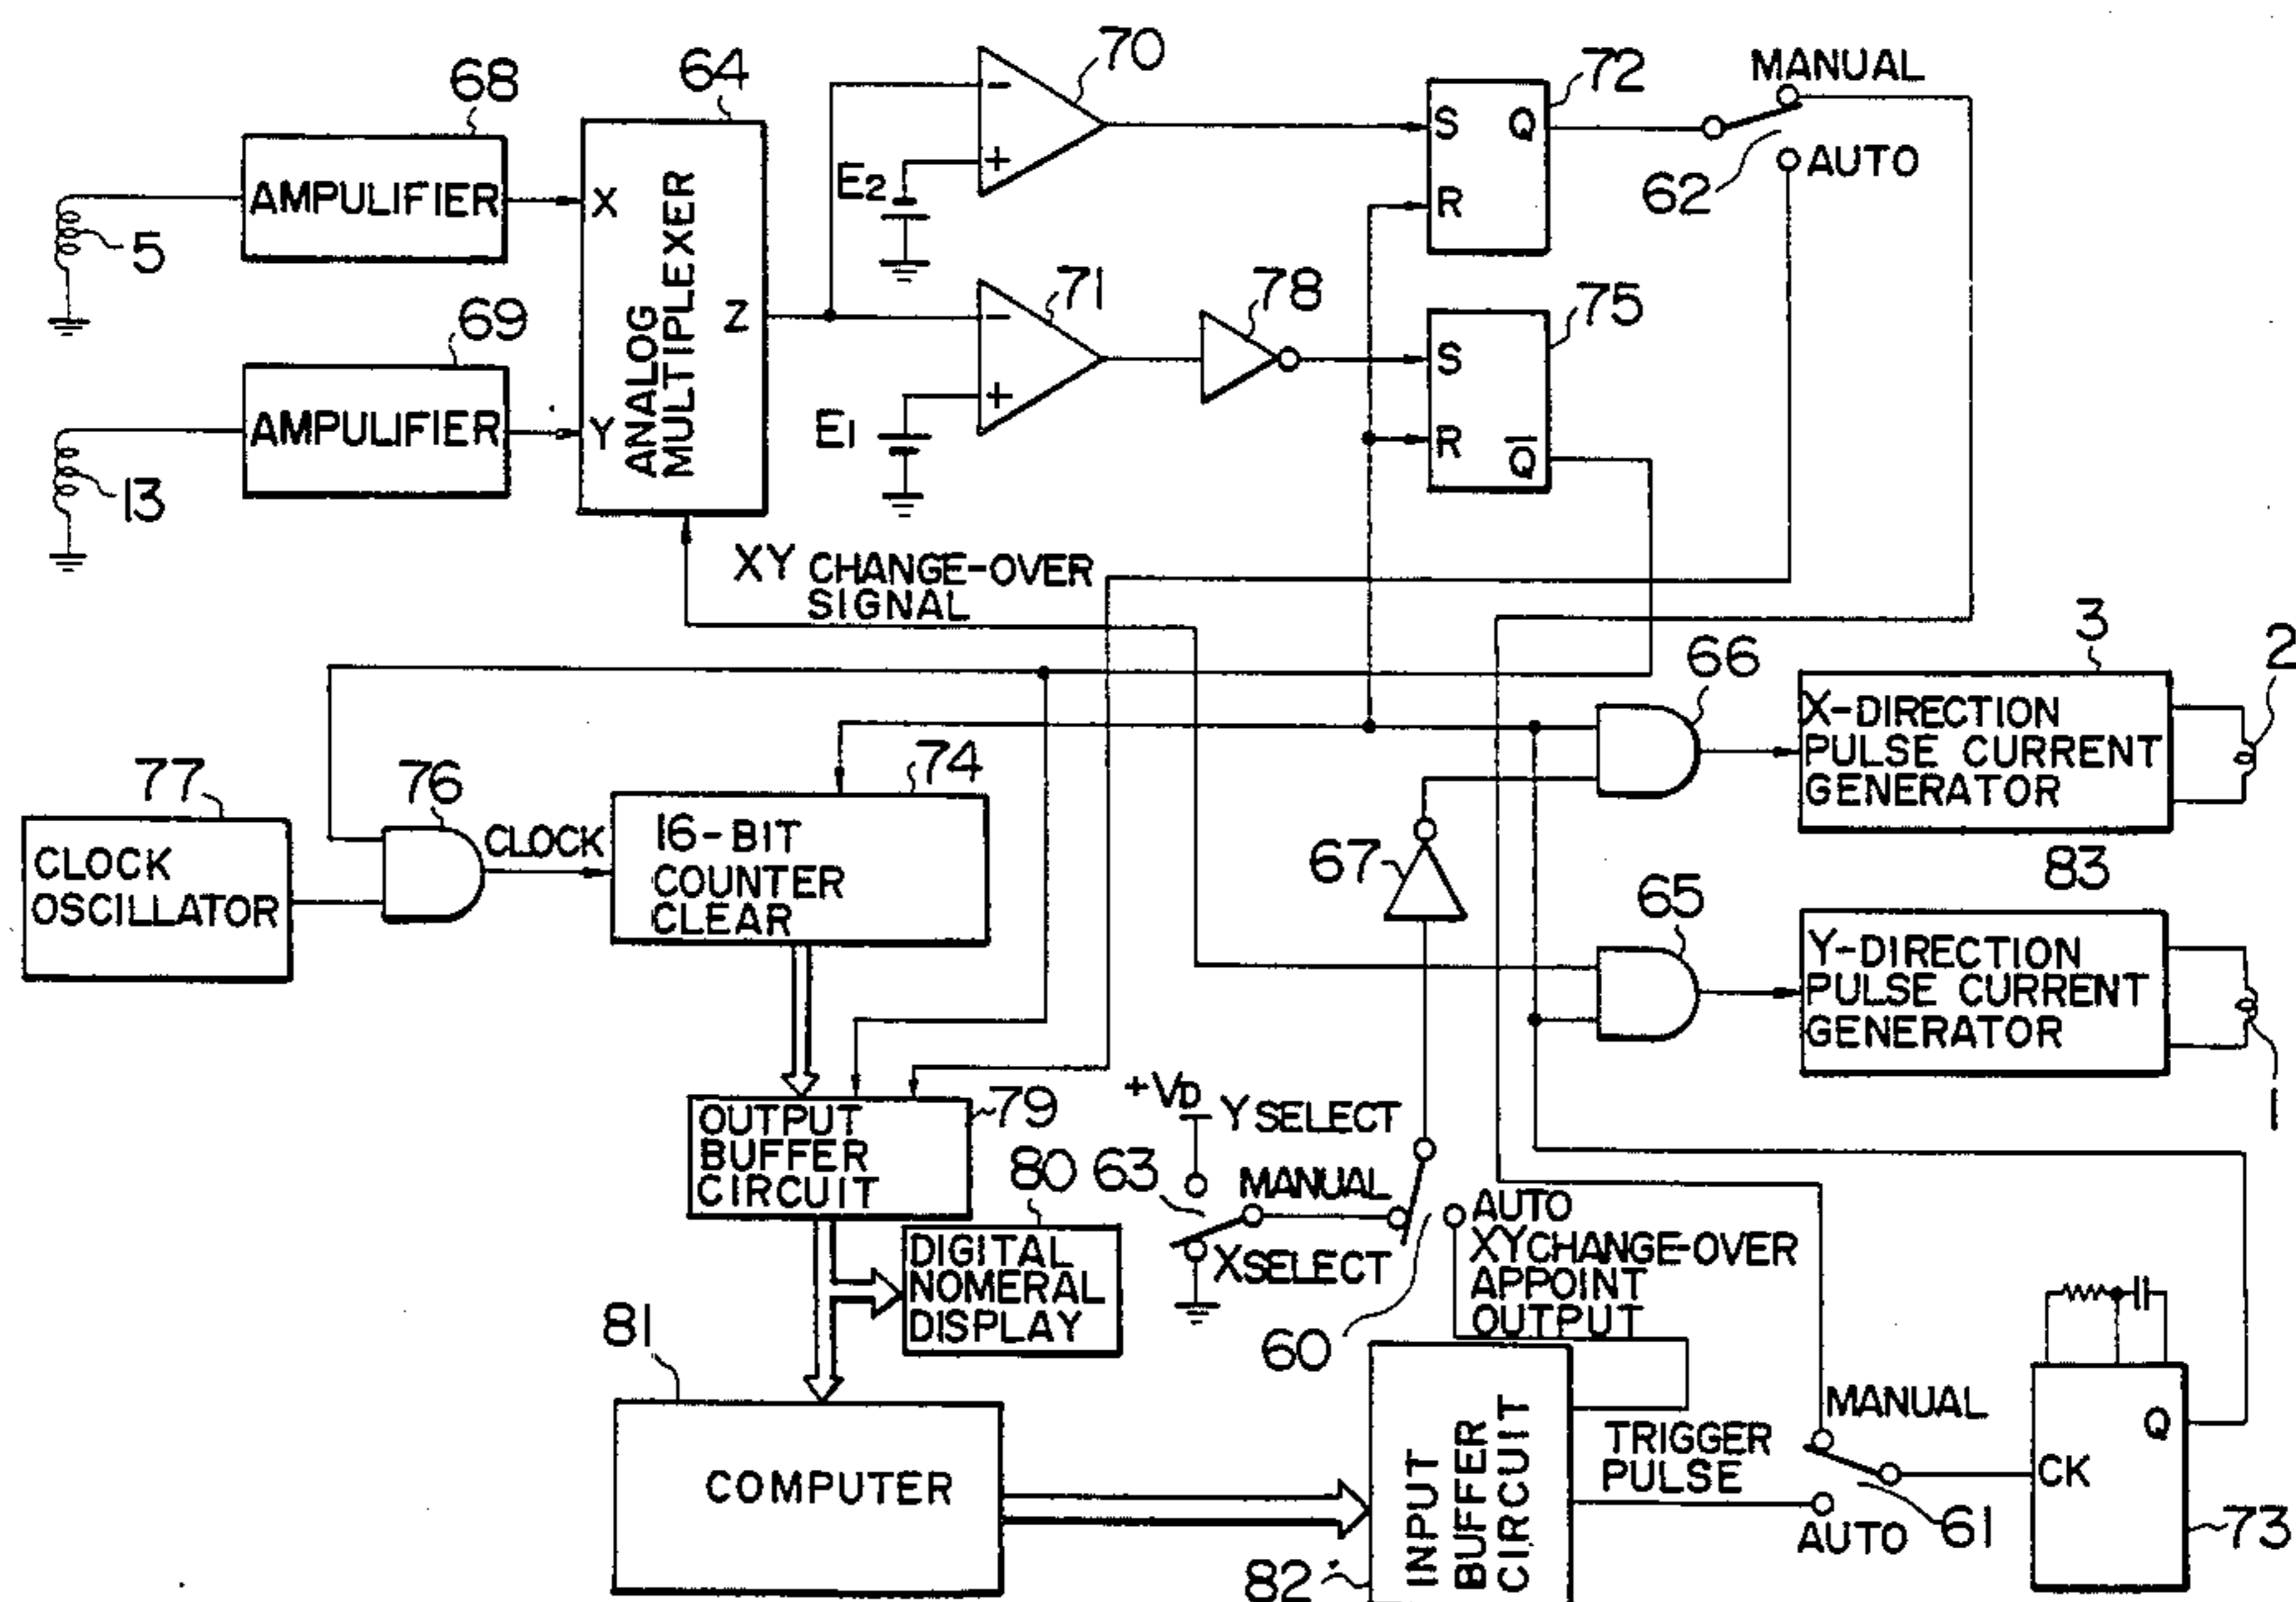 68
64
70
72
MANUAL
AMPULIFIER
X
ANALOG
MULTIPLEXER
Z
-
+
E2
S
Q
R
AUTO
62
5
69
71
78
75
AMPULIFIER
Y
-
+
E1
S
R
Q̅
13
XY CHANGE-OVER
SIGNAL
66
3
2
X-DIRECTION
PULSE CURRENT
GENERATOR
77
76
74
CLOCK
OSCILLATOR
CLOCK
16-BIT
COUNTER
CLEAR
67
65
83
Y-DIRECTION
PULSE CURRENT
GENERATOR
1
OUTPUT
BUFFER
CIRCUIT
79
+VD
Y SELECT
80
63
MANUAL
X SELECT
AUTO
XY CHANGE-OVER
APPOINT
OUTPUT
60
DIGITAL
NOMERAL
DISPLAY
81
COMPUTER
INPUT
BUFFER
CIRCUIT
82
TRIGGER
PULSE
MANUAL
AUTO
61
Q
CK
73